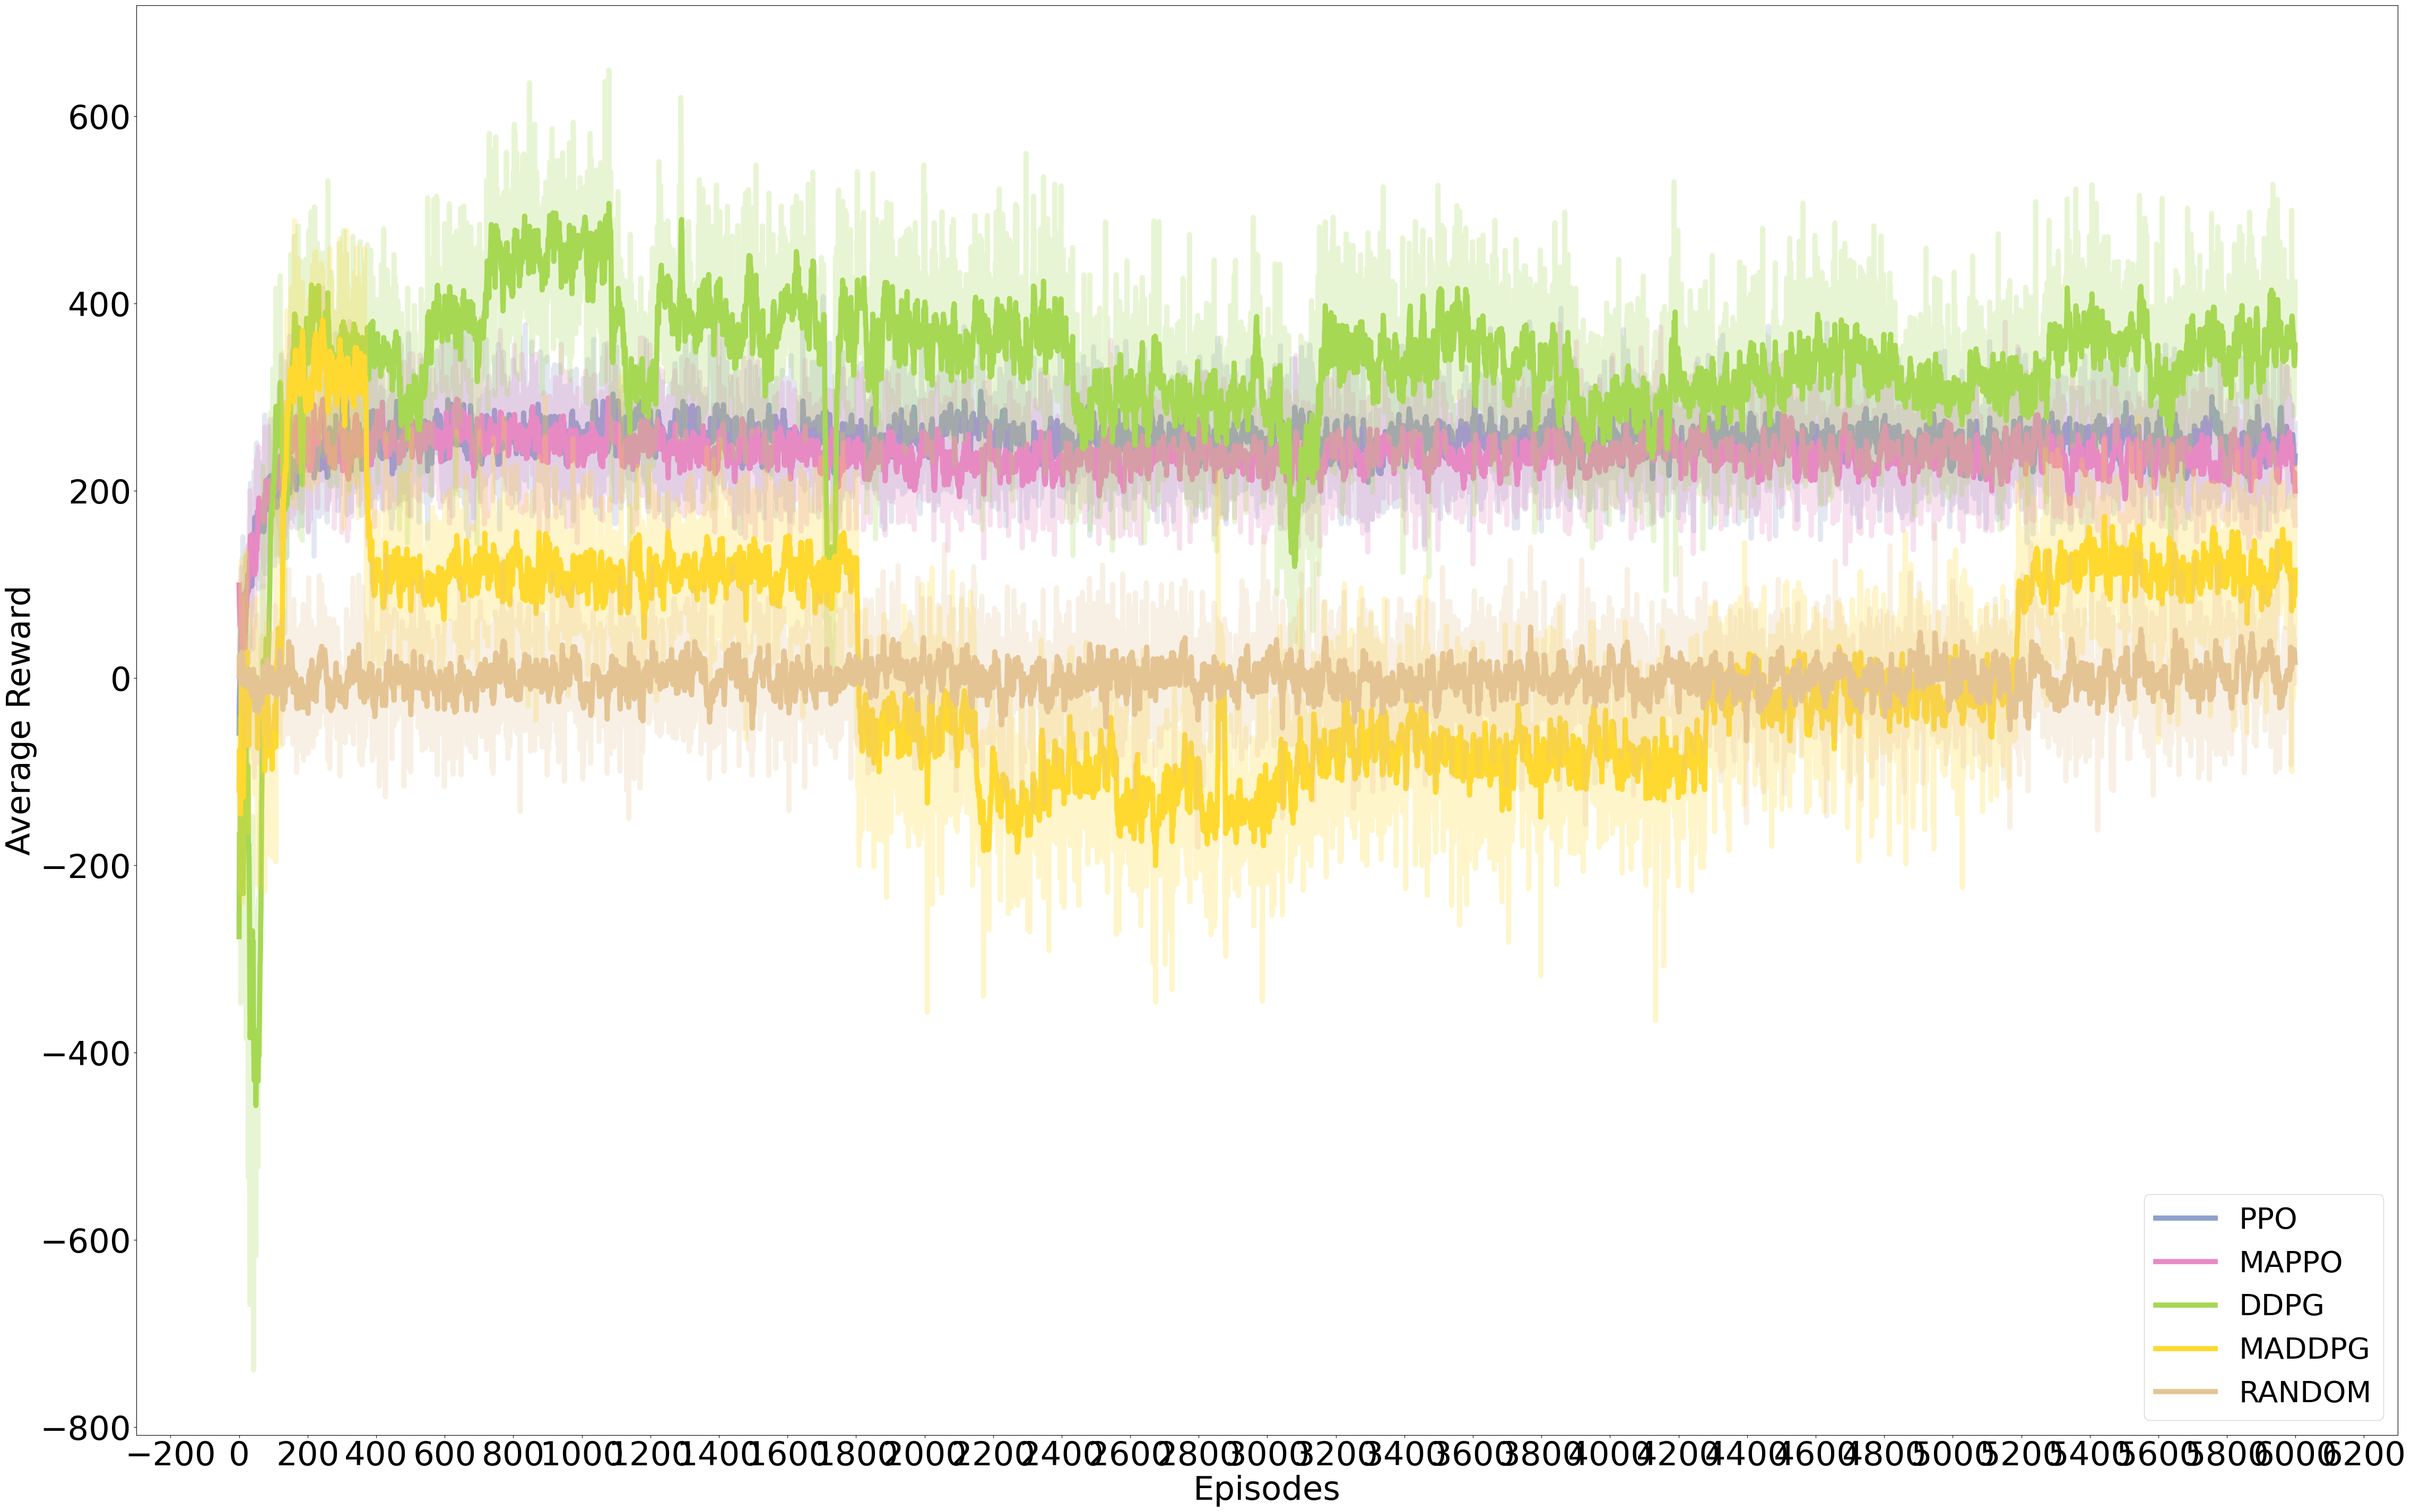 600
400
200
0
−200
−400
−600
−800
Average Reward
−200 0 200 400 600 800 1000 1200 1400 1600 1800 2000 2200 2400 2600 2800 3000 3200 3400 3600 3800 4000 4200 4400 4600 4800 5000 5200 5400 5600 5800 6000 6200
Episodes
PPO
MAPPO
DDPG
MADDPG
RANDOM